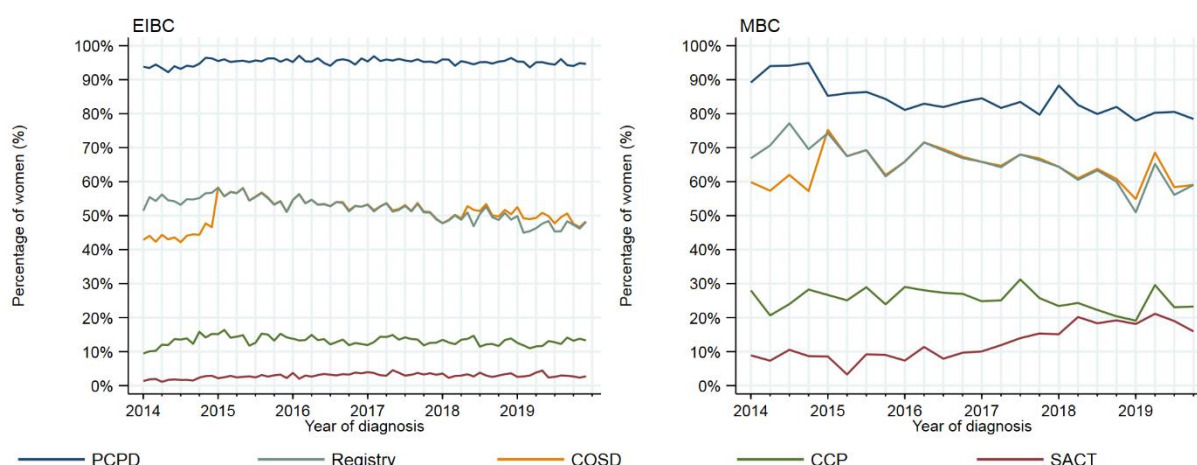 EIBC
Percentage of women (%)
100%
90%
80%
70%
60%
50%
40%
30%
20%
10%
0%
2014 2015 2016 2017 2018 2019
Year of diagnosis
MBC
Percentage of women (%)
100%
90%
80%
70%
60%
50%
40%
30%
20%
10%
0%
2014 2015 2016 2017 2018 2019
Year of diagnosis
PCPD Registry COSD CCP SACT